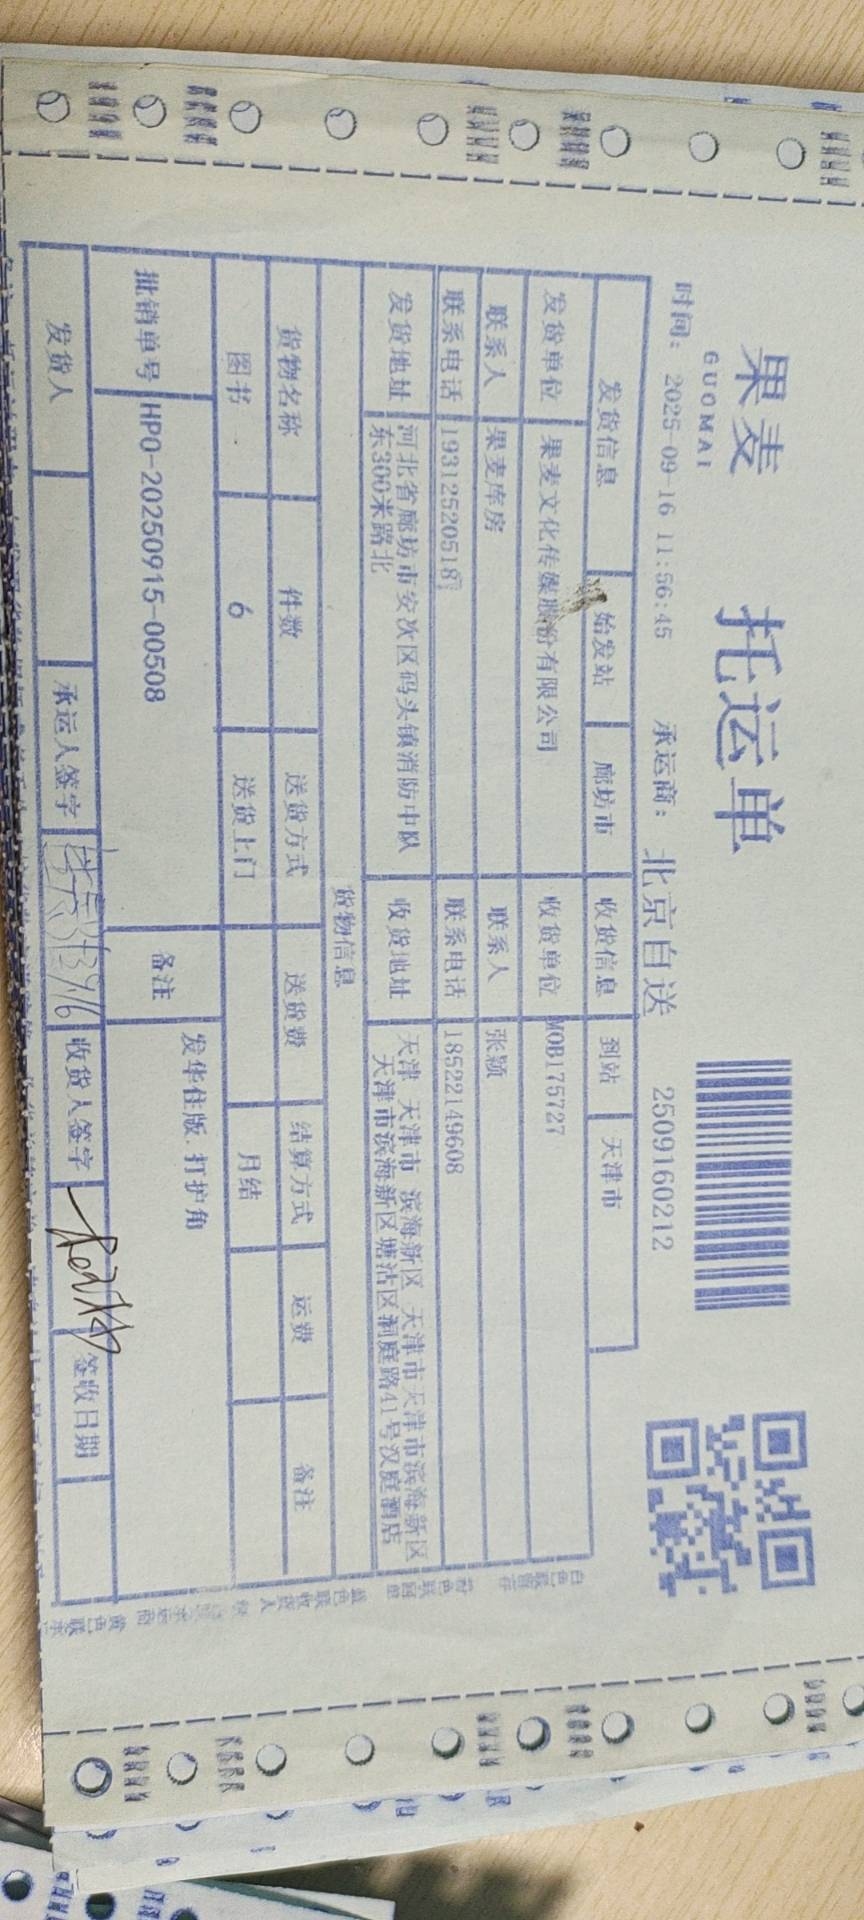 果麦
GUOMAI
托运单
时间: 2025-09-16 11:56:45 承运商: 北京自送 2509160212
发货信息 始发站 廊坊市 收货信息 到站 天津市
发货单位 果麦文化传媒股份有限公司 收货单位 MOB175727
联系人 果麦库房 联系人 张颖
联系电话 19312520518 联系电话 18522149608
发货地址 河北省廊坊市安次区码头镇消防中队东300米路北 收货地址 天津 天津市 滨海新区 天津市天津市滨海新区天津市滨海新区塘沽区洞庭路41号汉庭酒店
货物信息
货物名称 件数 送货方式 送货费 结算方式 运费 备注
图书 6 送货上门 月结
批销单号 HPO-20250915-00508 备注 发华住版.打护角
发货人 承运人签字 收货人签字 签收日期